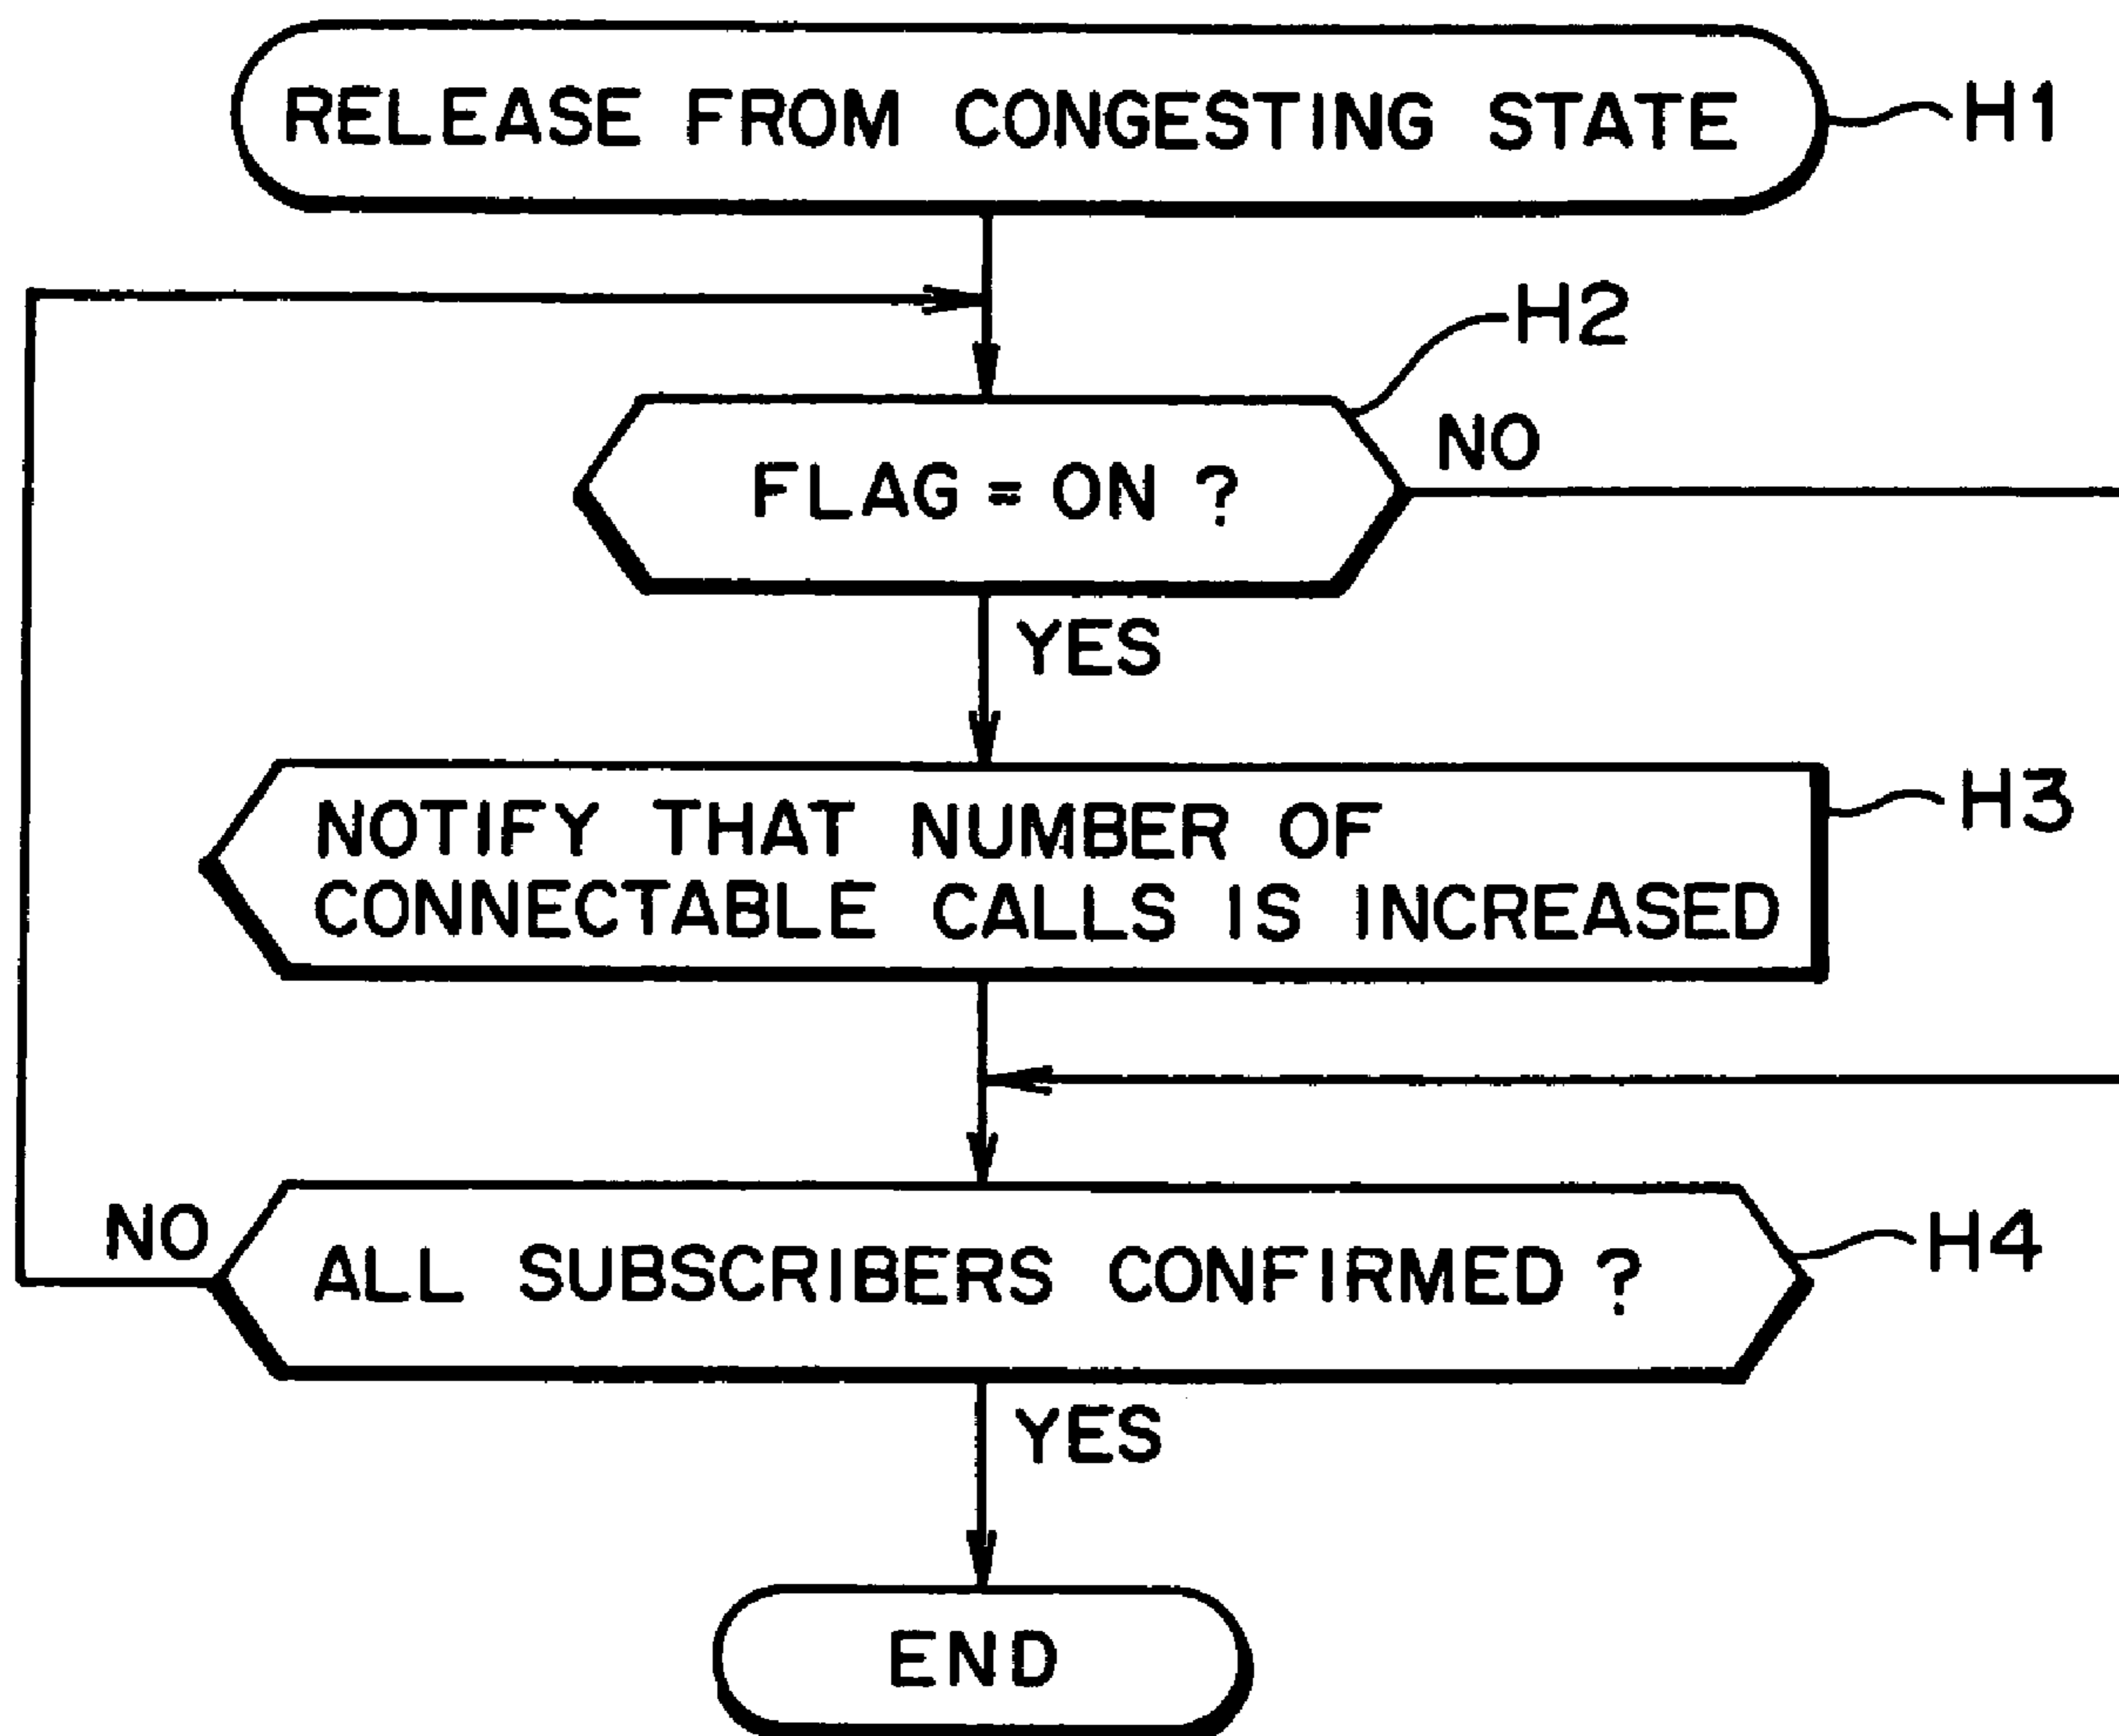 RELEASE FROM CONGESTING STATE
H1
H2
FLAG = ON ?
NO
YES
NOTIFY THAT NUMBER OF
CONNECTABLE CALLS IS INCREASED
H3
NO
ALL SUBSCRIBERS CONFIRMED ?
H4
YES
END